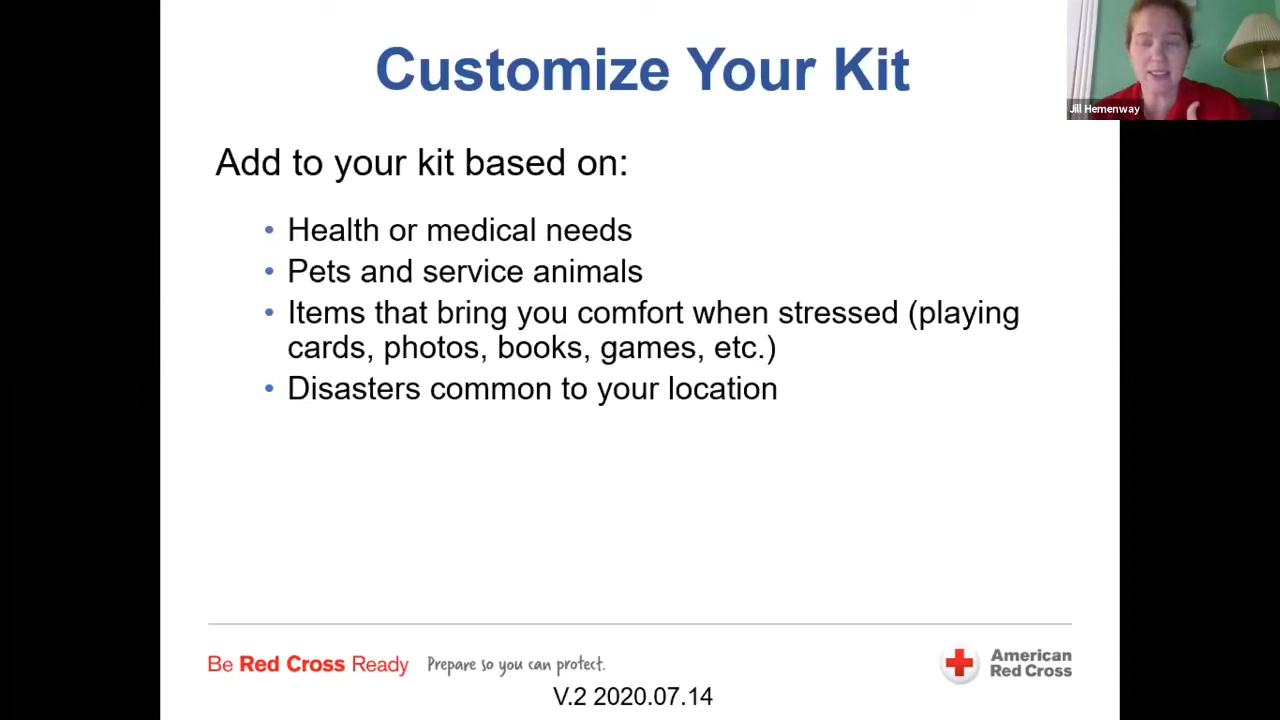 Customize Your Kit
Jill Hemenway
Add to your kit based on:
• Health or medical needs
• Pets and service animals
• Items that bring you comfort when stressed (playing
cards, photos, books, games, etc.)
• Disasters common to your location
Be Red Cross Ready Prepare so you can protect.
American
Red Cross
V.2 2020.07.14